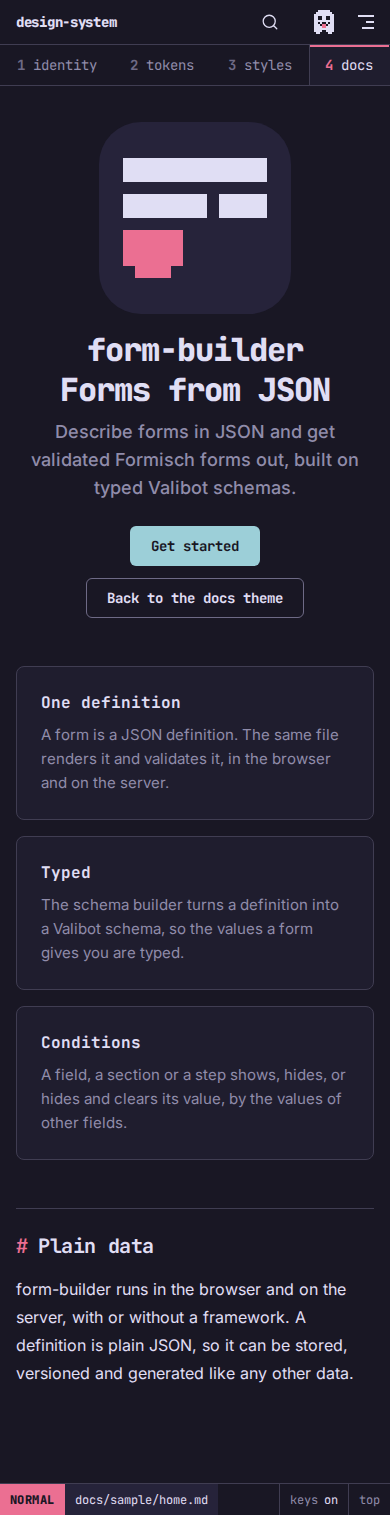 design-system
1 identity 2 tokens 3 styles 4 docs
form-builder
Forms from JSON
Describe forms in JSON and get
validated Formisch forms out, built on
typed Valibot schemas.
Get started
Back to the docs theme
One definition
A form is a JSON definition. The same file
renders it and validates it, in the browser
and on the server.
Typed
The schema builder turns a definition into
a Valibot schema, so the values a form
gives you are typed.
Conditions
A field, a section or a step shows, hides, or
hides and clears its value, by the values of
other fields.
# Plain data
form-builder runs in the browser and on the
server, with or without a framework. A
definition is plain JSON, so it can be stored,
versioned and generated like any other data.
NORMAL docs/sample/home.md keys on top